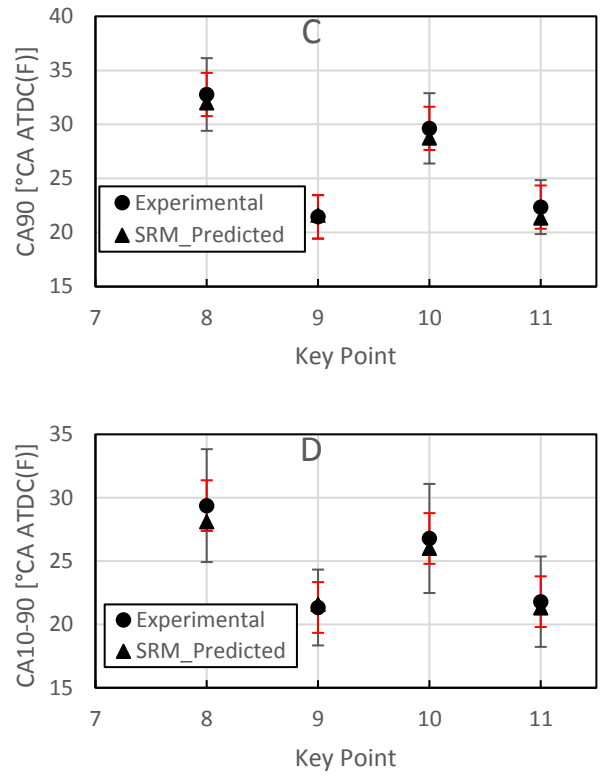 C
CA90 [°CA ATDC(F)]
40
35
30
25
20
15
Experimental
SRM_Predicted
7 8 9 10 11
Key Point
D
CA10-90 [°CA ATDC(F)]
35
30
25
20
15
Experimental
SRM_Predicted
7 8 9 10 11
Key Point